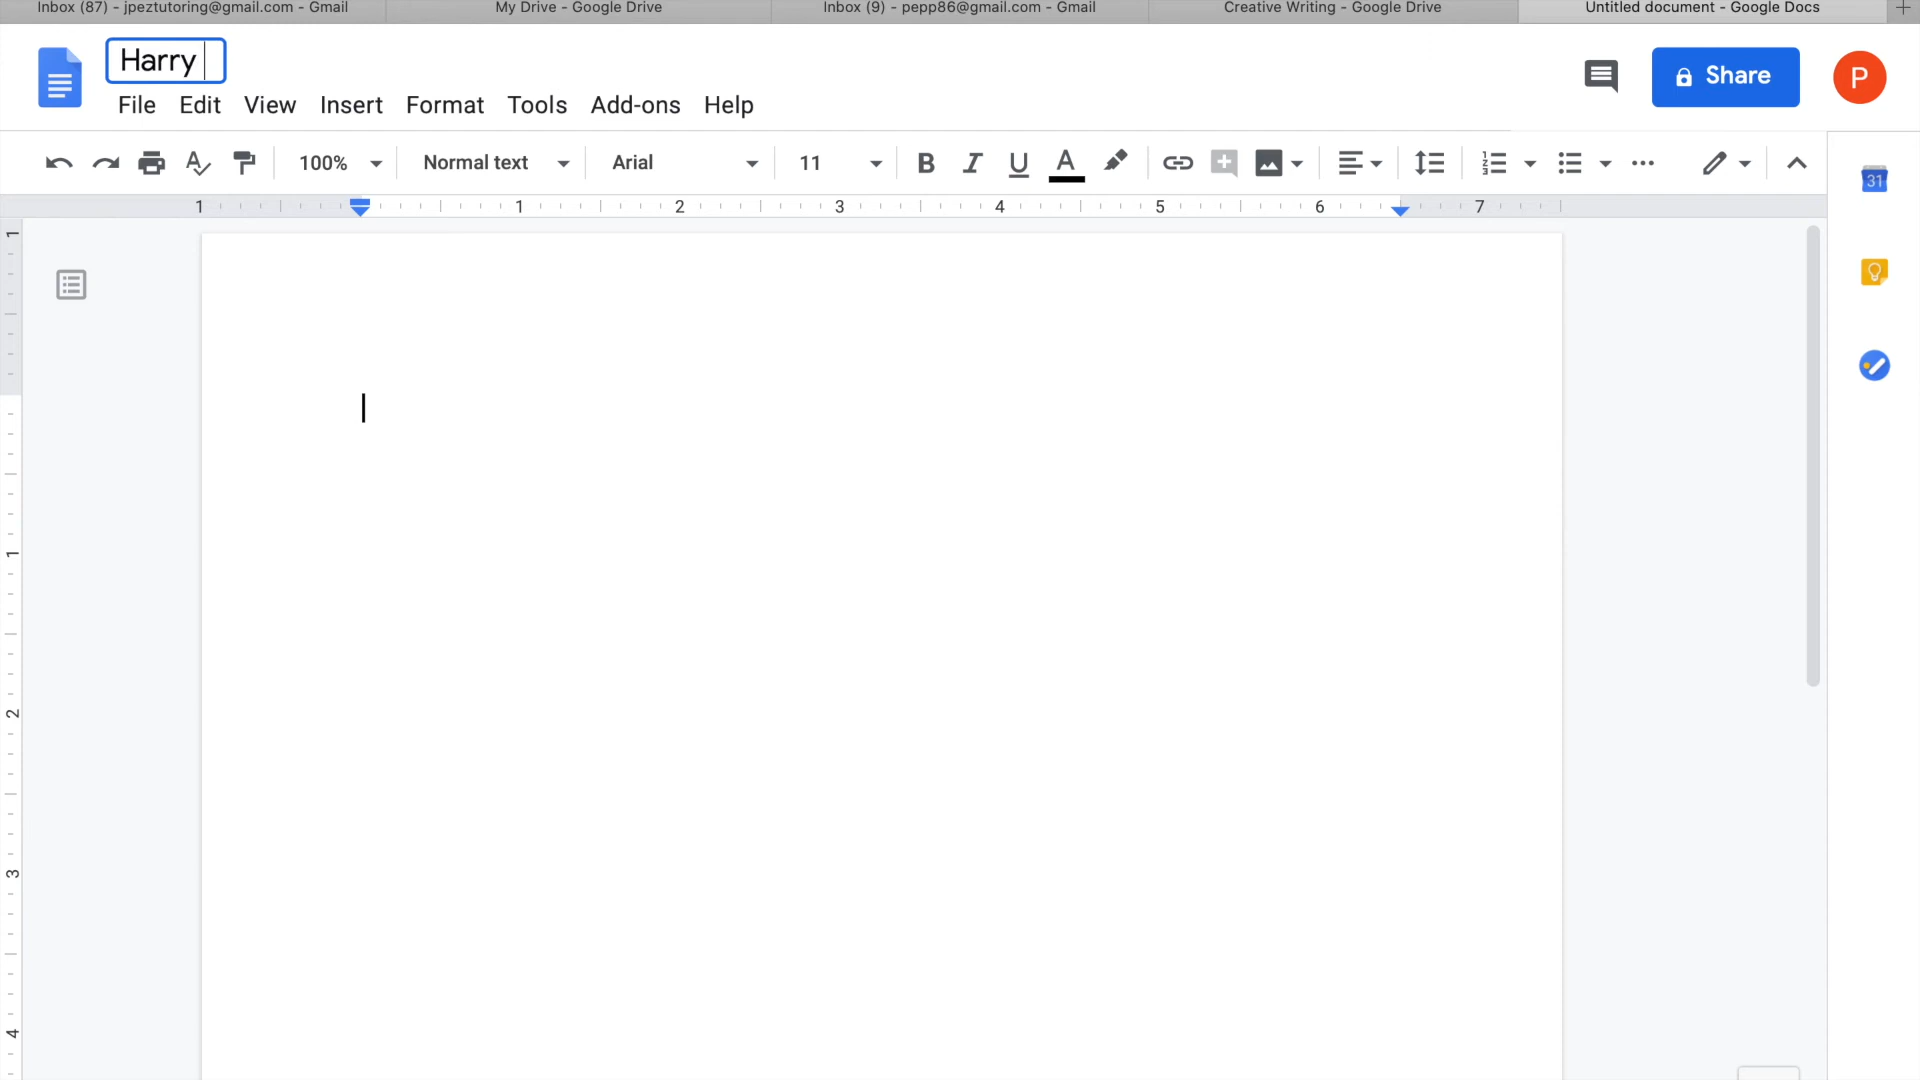 Inbox (87) - jpeztutoring@gmail.com - Gmail
My Drive - Google Drive
Inbox (9) - pepp86@gmail.com - Gmail
Creative Writing - Google Drive
Untitled document - Google Docs
Harry
File Edit View Insert Format Tools Add-ons Help
Share
P
100% Normal text Arial 11 B I U A
31
1 1 2 3 4 5 6 7
1
1
2
3
4